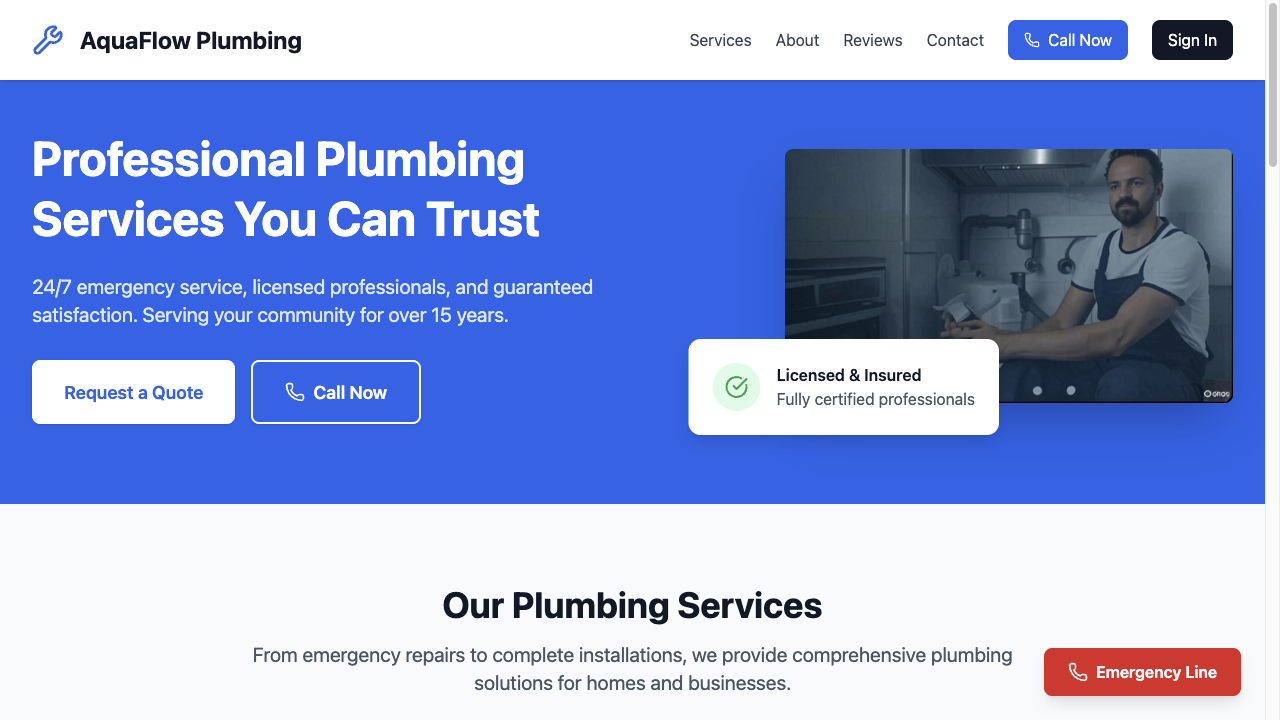 AquaFlow Plumbing
Services
About
Reviews
Contact
Call Now
Sign In
Professional Plumbing
Services You Can Trust
24/7 emergency service, licensed professionals, and guaranteed
satisfaction. Serving your community for over 15 years.
Request a Quote
Call Now
Licensed & Insured
Fully certified professionals
Our Plumbing Services
From emergency repairs to complete installations, we provide comprehensive plumbing
solutions for homes and businesses.
Emergency Line